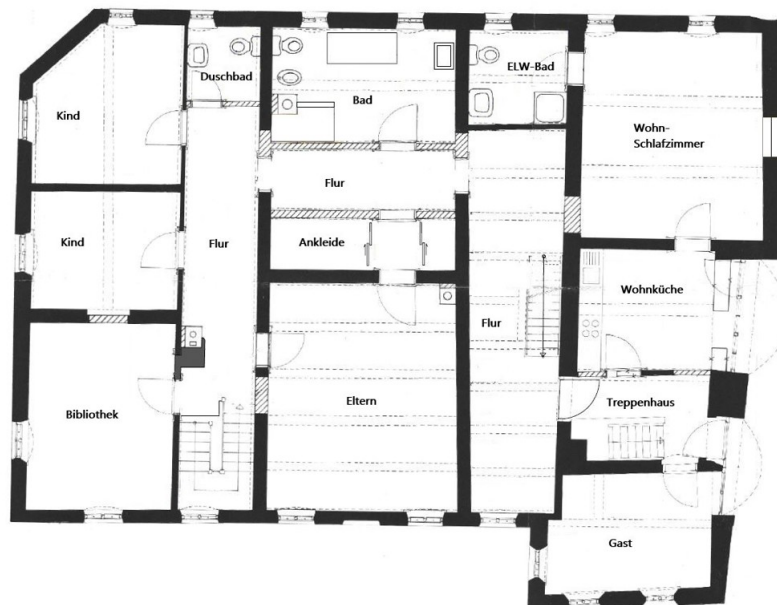 Duschbad
Bad
ELW-Bad
Kind
Wohn-
Schlafzimmer
Flur
Kind
Flur
Ankleide
Wohnküche
Flur
Eltern
Treppenhaus
Bibliothek
Gast